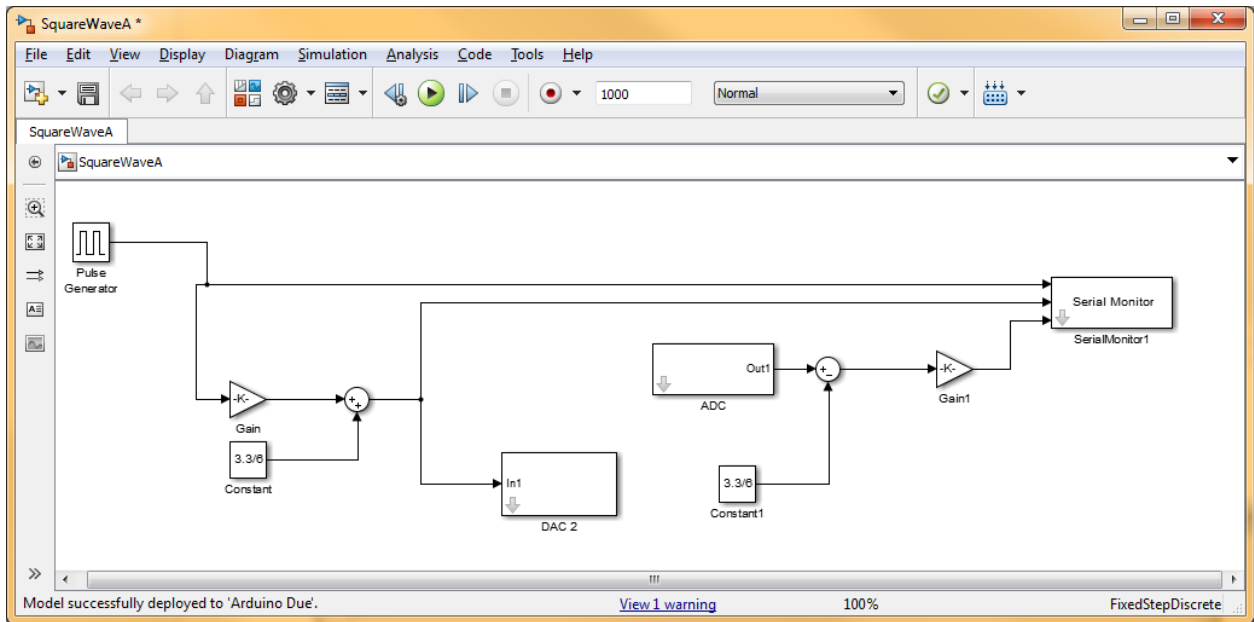 SquareWaveA *
File Edit View Display Diagram Simulation Analysis Code Tools Help
1000 Normal
SquareWaveA
SquareWaveA
Pulse
Generator
Serial Monitor
SerialMonitor1
Out1
ADC
-K-
Gain1
-K-
Gain
3.3/6
Constant
In1
DAC 2
3.3/6
Constant1
Model successfully deployed to 'Arduino Due'. View 1 warning 100% FixedStepDiscrete